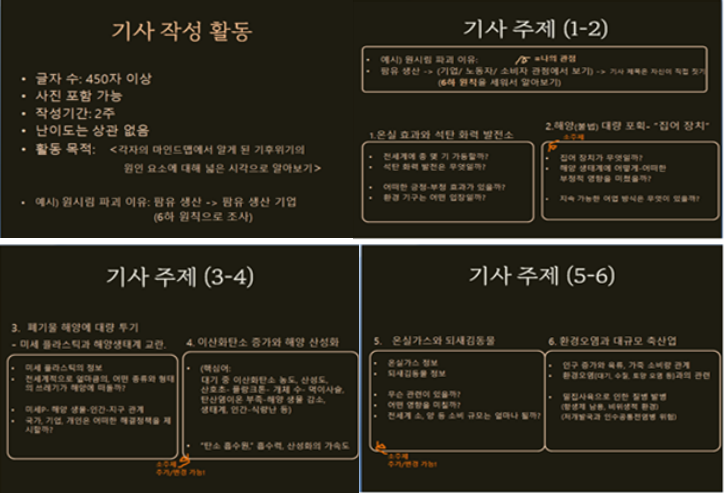 기사 작성 활동
• 글자 수: 450자 이상
• 사진 포함 가능
• 작성기간: 2주
• 난이도는 상관 없음
• 활동 목적: <각자의 마인드맵에서 알게 된 기후위기의
원인 요소에 대해 넓은 시각으로 알아보기>
• 예시) 원시림 파괴 이유: 팜유 생산 -> 팜유 생산 기업
(6하 원칙으로 조사)
기사 주제 (1-2)
• 예시) 원시림 파괴 이유: =나의 관점
• 팜유 생산 -> (기업/ 노동자/ 소비자 관점에서 보기) -> 기사 제목은 자신이 직접 짓기
(6하 원칙을 세워서 알아보기)
1.온실 효과와 석탄 화력 발전소
• 전세계에 총 몇 기 가동할까?
• 석탄 화력 발전은 무엇일까?
• 어떠한 긍정-부정 효과가 있을까?
• 환경 기구는 어떤 입장일까?
2.해양(불법) 대량 포획- "집어 장치"
소주제
• 집어 장치가 무엇일까?
• 해양 생태계에 어떻게-어떠한
부정적 영향을 미쳤을까?
• 지속 가능한 어업 방식은 무엇이 있을까?
기사 주제 (3-4)
3. 폐기물 해양에 대량 투기
- 미세 플라스틱과 해양생태계 교란.
• 미세 플라스틱의 정보
• 전세계적으로 얼마큼의, 어떤 종류와 형태
의 쓰레기가 해양에 떠돌까?
• 미세P- 해양 생물-인간-지구 관계
• 국가, 기업, 개인은 어떠한 해결책들을 제
시할까?
4. 이산화탄소 증가와 해양 산성화
• (핵심어:
대기 중 이산화탄소 농도, 산성도,
산호초- 플랑크톤- 개체 수- 먹이사슬,
탄산염이온 부족-해양 생물 감소,
생태계, 인간-식량난 등)
• "탄소 흡수원," 흡수력, 산성화의 가속도
소주제
추가/변경 가능!
기사 주제 (5-6)
5. 온실가스와 되새김동물
• 온실가스 정보
• 되새김동물 정보
• 무슨 관련이 있을까?
• 어떤 영향을 미칠까?
• 전세계 소, 양 등 소비 규모는 얼마나 될까?
소주제
추가/변경 가능!
6. 환경오염과 대규모 축산업
• 인구 증가와 육류, 가죽 소비량 관계
• 환경오염(대기, 수질, 토양 오염 등)과의 관련
• 밀집사육으로 인한 질병 발병
(항생제 남용, 비위생적 환경)
(저개발국과 인수공통전염병 위험)